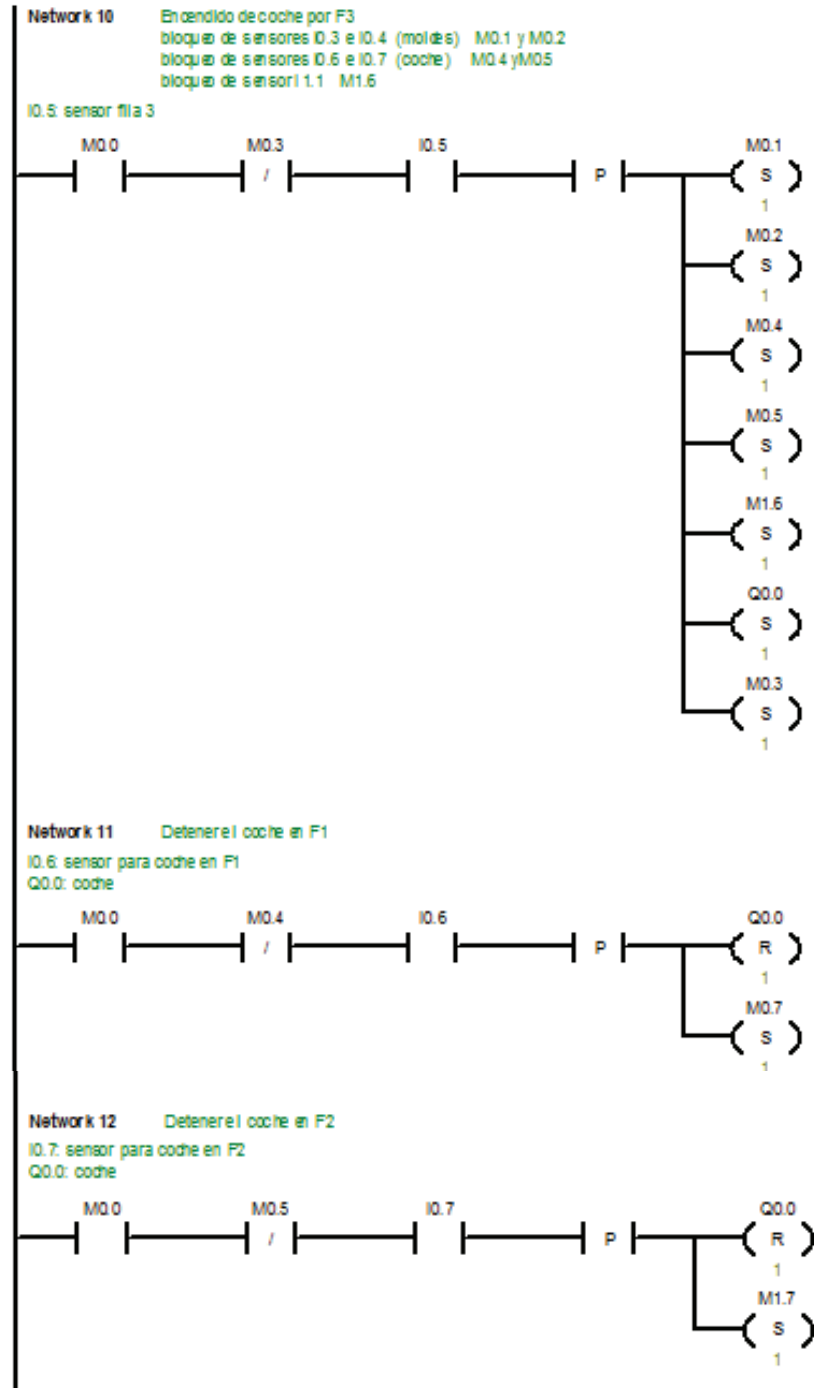 Network 10 Encendido de coche por F3
bloqueo de sensores I0.3 e I0.4 (moldes) M0.1 y M0.2
bloqueo de sensores I0.6 e I0.7 (coche) M0.4 y M0.5
bloqueo de sensor I 1.1 M1.6
I0.5: sensor fila 3
M0.0 M0.3 I0.5 M0.1
/ P S
1
M0.2
S
1
M0.4
S
1
M0.5
S
1
M1.6
S
1
Q0.0
S
1
M0.3
S
1
Network 11 Detener el coche en F1
I0.6: sensor para coche en F1
Q0.0: coche
M0.0 M0.4 I0.6 Q0.0
/ P R
1
M0.7
S
1
Network 12 Detener el coche en F2
I0.7: sensor para coche en F2
Q0.0: coche
M0.0 M0.5 I0.7 Q0.0
/ P R
1
M1.7
S
1